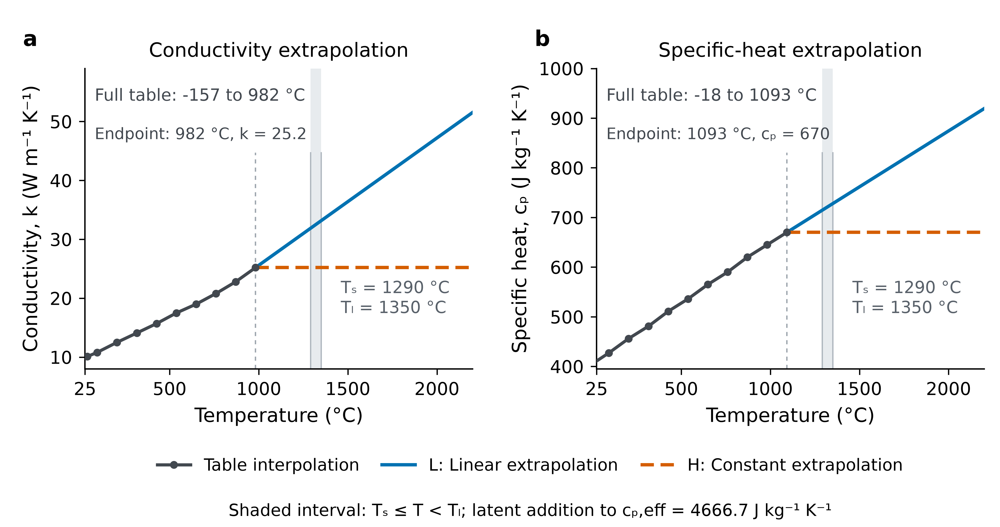 a
Conductivity extrapolation
Conductivity, k (W m⁻¹ K⁻¹)
50
40
30
20
10
Full table: -157 to 982 °C
Endpoint: 982 °C, k = 25.2
Tₛ = 1290 °C
Tₗ = 1350 °C
25 500 1000 1500 2000
Temperature (°C)
b
Specific-heat extrapolation
Specific heat, cₚ (J kg⁻¹ K⁻¹)
1000
900
800
700
600
500
400
Full table: -18 to 1093 °C
Endpoint: 1093 °C, cₚ = 670
Tₛ = 1290 °C
Tₗ = 1350 °C
25 500 1000 1500 2000
Temperature (°C)
Table interpolation
L: Linear extrapolation
H: Constant extrapolation
Shaded interval: Tₛ ≤ T < Tₗ; latent addition to cₚ,eff = 4666.7 J kg⁻¹ K⁻¹